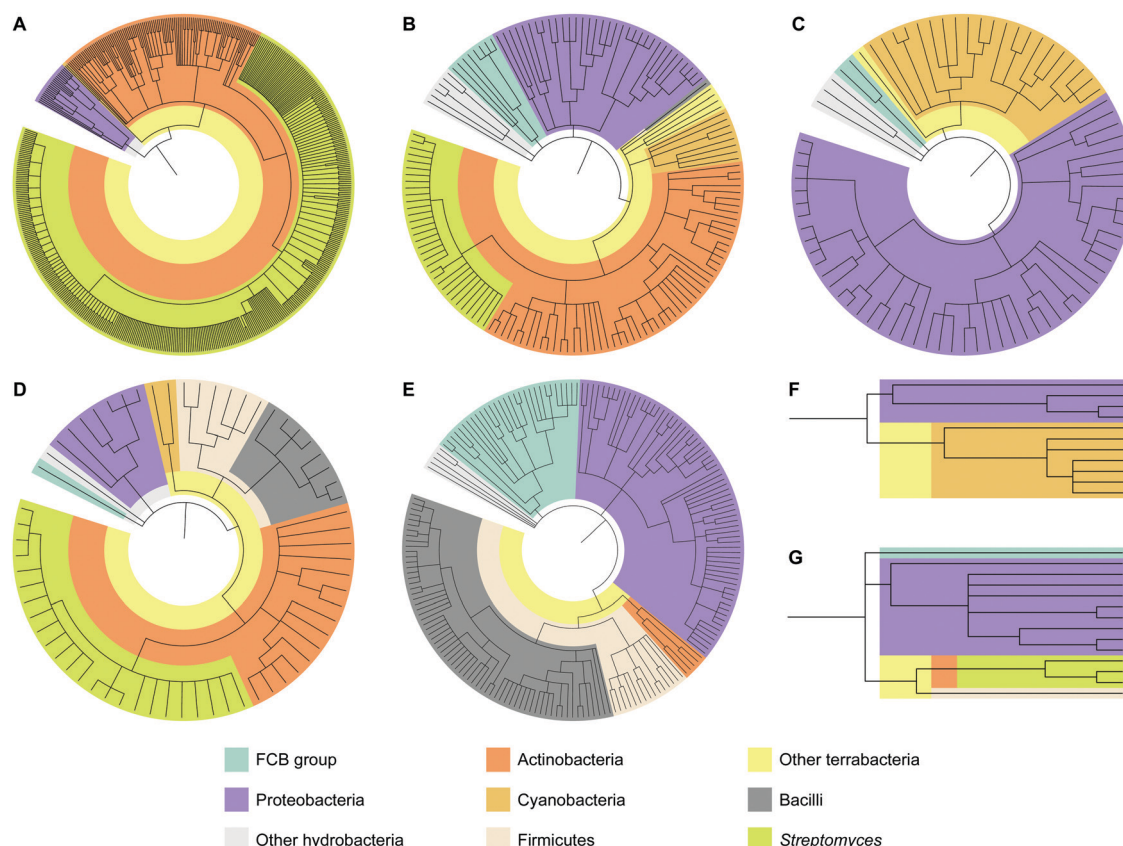 A
B
C
D
E
F
G
FCB group
Actinobacteria
Other terrabacteria
Proteobacteria
Cyanobacteria
Bacilli
Other hydrobacteria
Firmicutes
Streptomyces